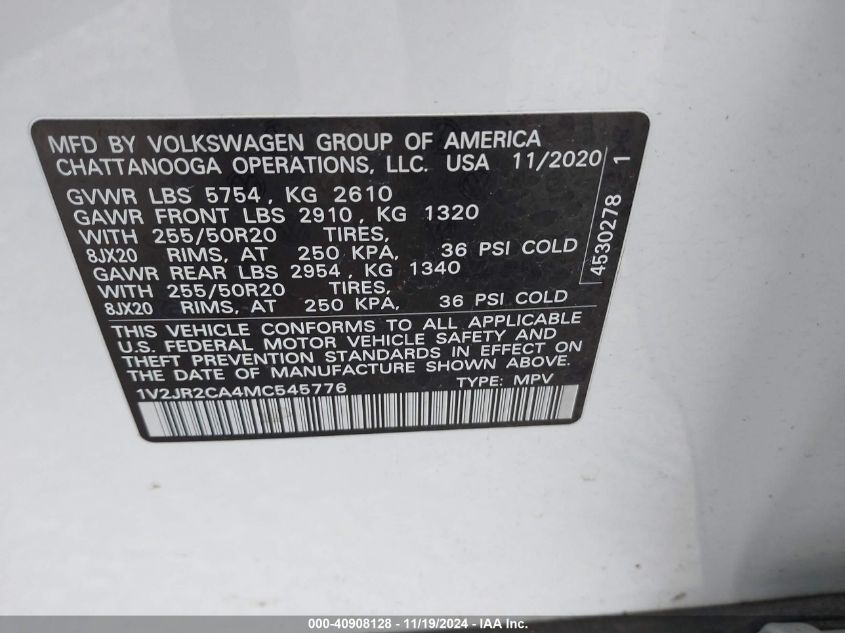 MFD BY VOLKSWAGEN GROUP OF AMERICA
CHATTANOOGA OPERATIONS, LLC. USA 11/2020
GVWR LBS 5754, KG 2610
GAWR FRONT LBS 2910, KG 1320
WITH 255/50R20 TIRES,
8JX20 RIMS, AT 250 KPA, 36 PSI COLD
GAWR REAR LBS 2954, KG 1340
WITH 255/50R20 TIRES,
8JX20 RIMS, AT 250 KPA, 36 PSI COLD
THIS VEHICLE CONFORMS TO ALL APPLICABLE
U.S. FEDERAL MOTOR VEHICLE SAFETY AND
THEFT PREVENTION STANDARDS IN EFFECT ON
THE DATE OF MANUFACTURE SHOWN ABOVE.
1V2JR2CA4MC545776 TYPE: MPV
4530278 1
000-40908128 - 11/19/2024 - IAA Inc.